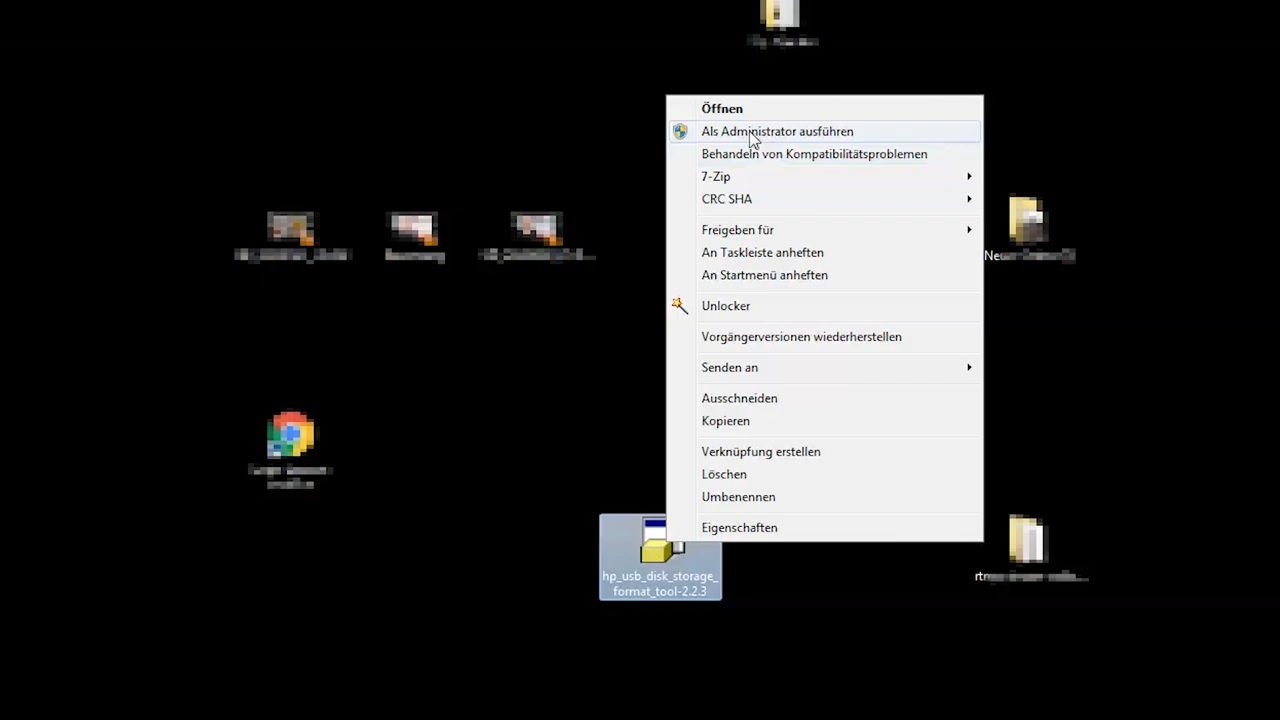 Öffnen
Als Administrator ausführen
Behandeln von Kompatibilitätsproblemen
7-Zip
CRC SHA
Freigeben für
An Taskleiste anheften
An Startmenü anheften
Unlocker
Vorgängerversionen wiederherstellen
Senden an
Ausschneiden
Kopieren
Verknüpfung erstellen
Löschen
Umbenennen
Eigenschaften
hp_usb_disk_storage_
format_tool-2.2.3